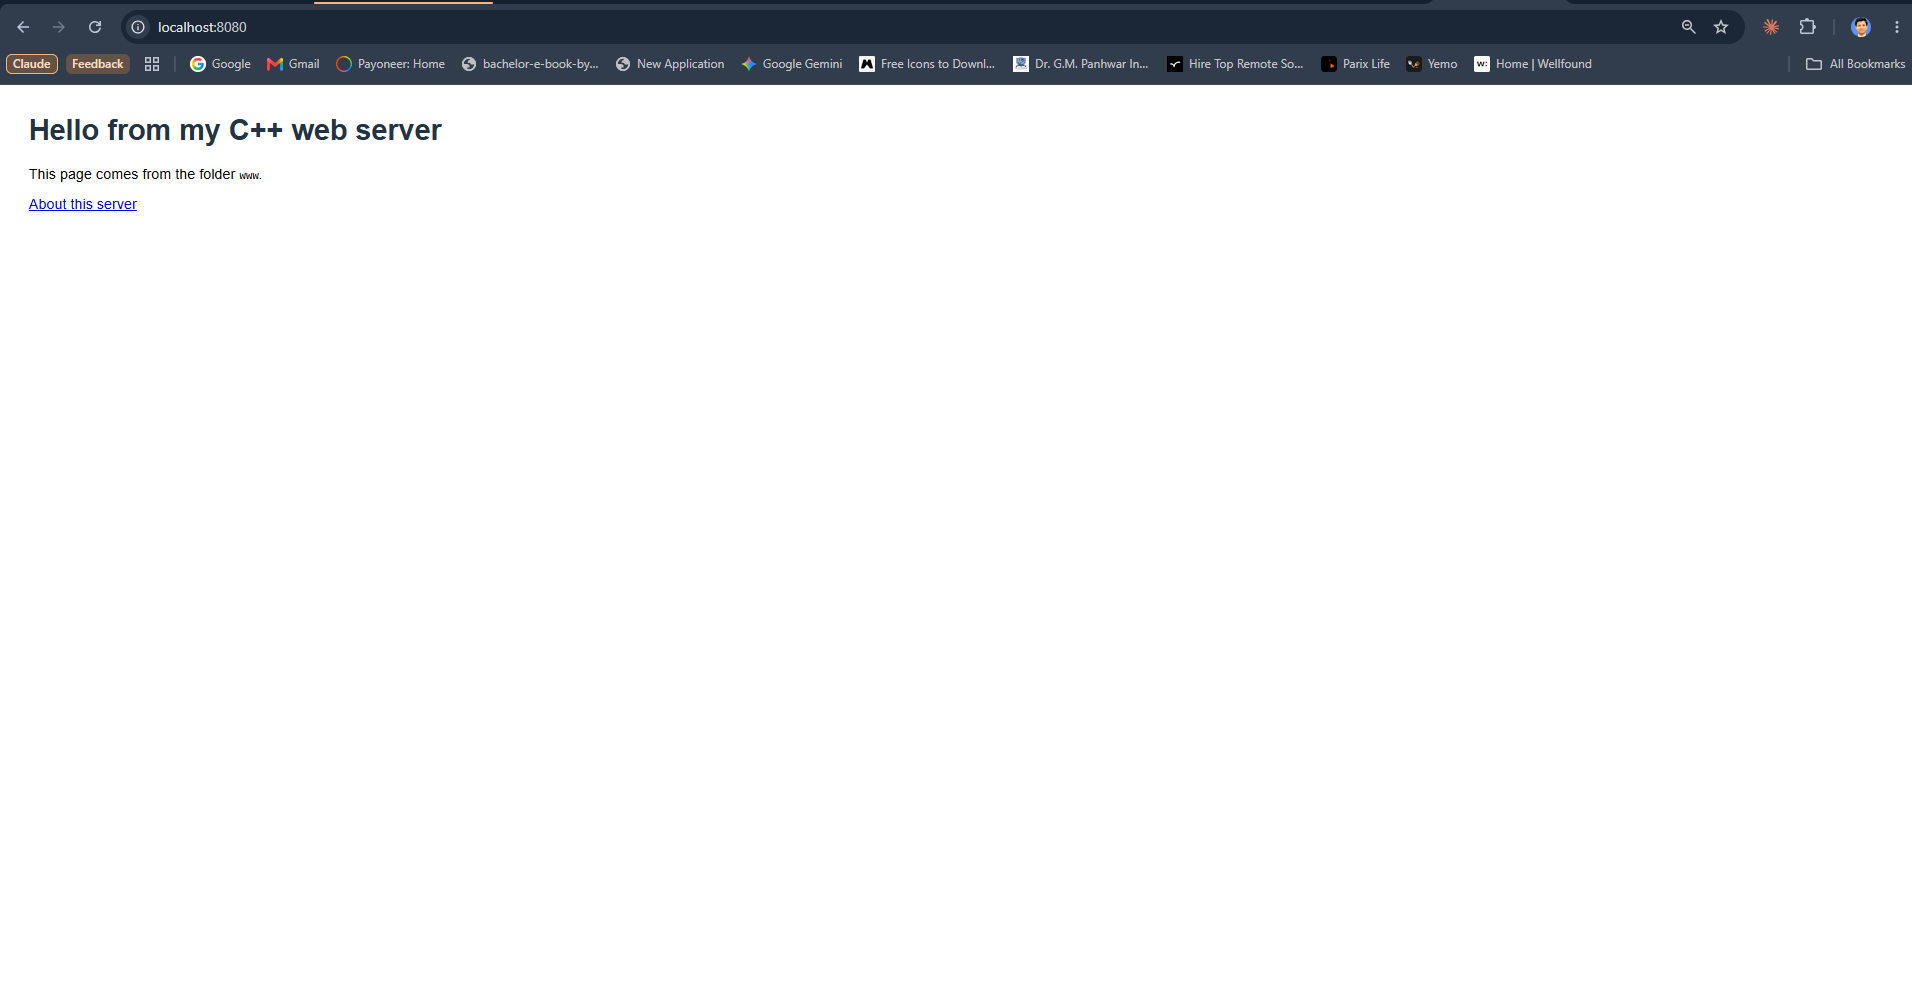 localhost:8080
Claude Feedback Google Gmail Payoneer: Home bachelor-e-book-by... New Application Google Gemini Free Icons to Downl... Dr. G.M. Panhwar In... Hire Top Remote So... Parix Life Yemo Home | Wellfound All Bookmarks
Hello from my C++ web server
This page comes from the folder www.
About this server